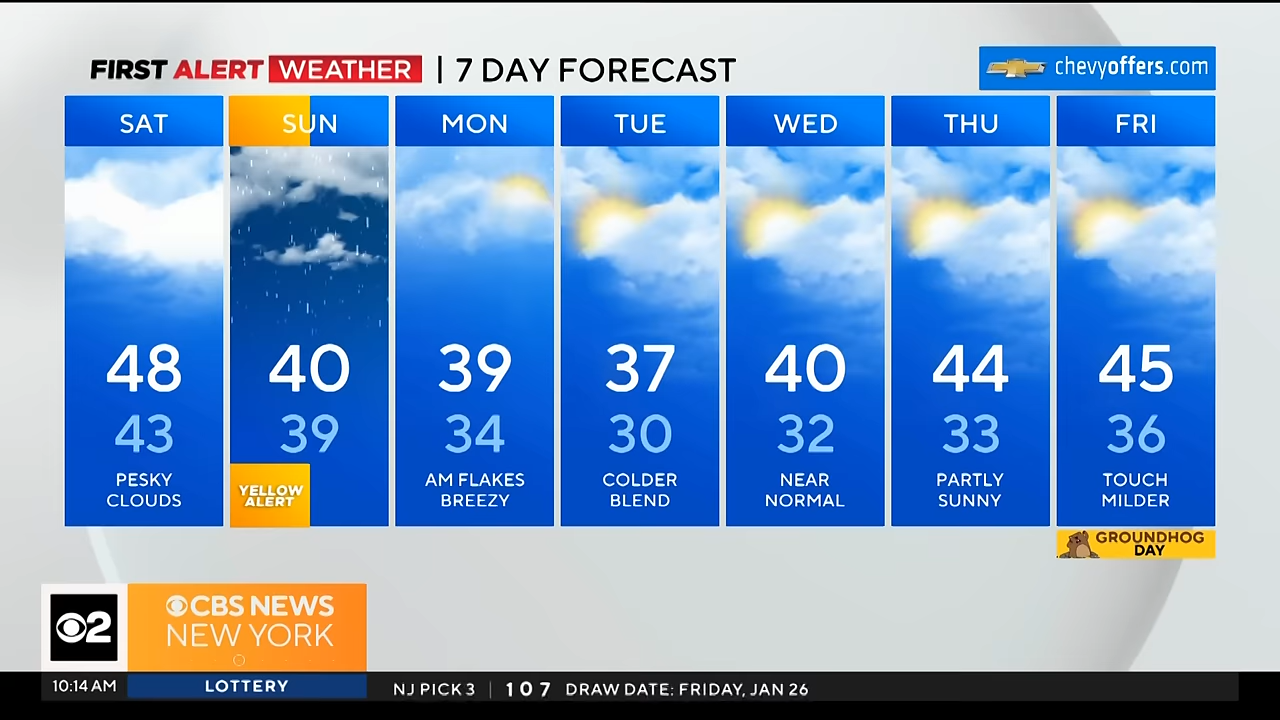 FIRST ALERT WEATHER | 7 DAY FORECAST
chevyoffers.com
SAT
48
43
PESKY
CLOUDS
SUN
40
39
YELLOW
ALERT
MON
39
34
AM FLAKES
BREEZY
TUE
37
30
COLDER
BLEND
WED
40
32
NEAR
NORMAL
THU
44
33
PARTLY
SUNNY
FRI
45
36
TOUCH
MILDER
GROUNDHOG
DAY
2
CBS NEWS
NEW YORK
10:14 AM
LOTTERY
NJ PICK 3 | 1 0 7 DRAW DATE: FRIDAY, JAN 26